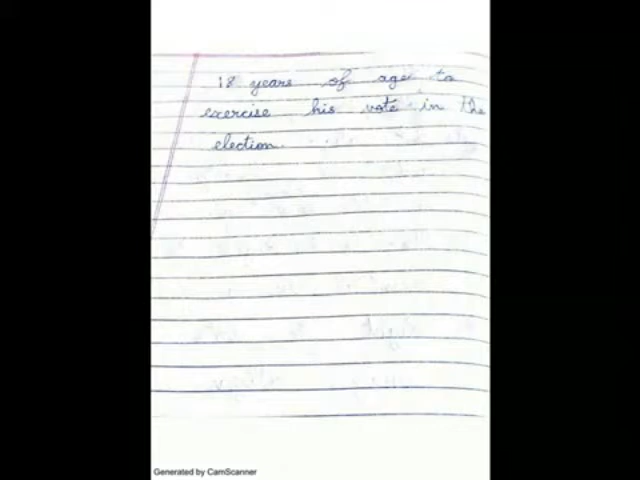 18 years of age to
exercise his vote in the
election.
Generated by CamScanner